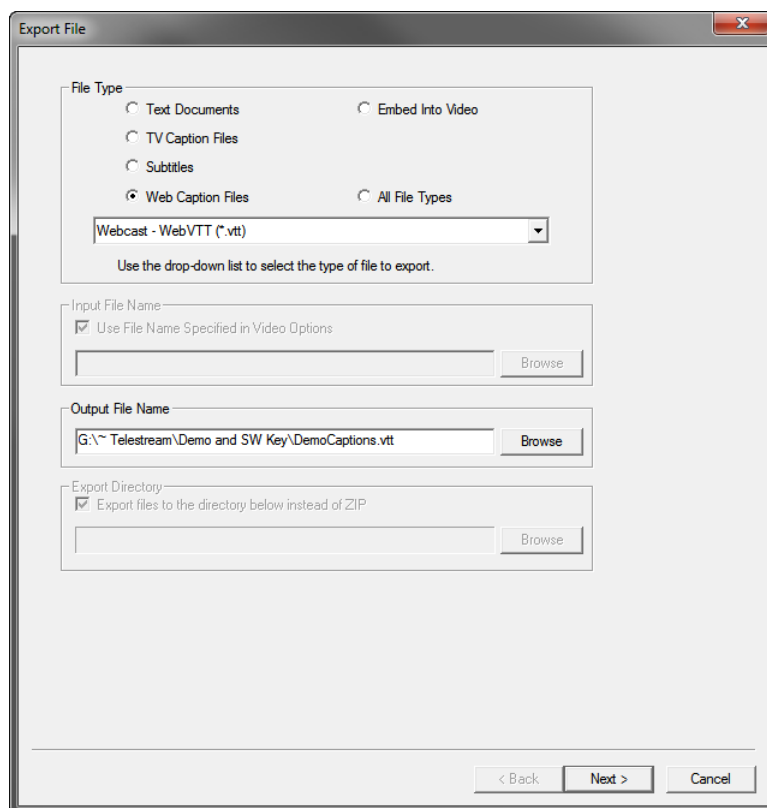 Export File
File Type
Text Documents
Embed Into Video
TV Caption Files
Subtitles
Web Caption Files
All File Types
Webcast - WebVTT (*.vtt)
Use the drop-down list to select the type of file to export.
Input File Name
Use File Name Specified in Video Options
Browse
Output File Name
G:\~ Telestream\Demo and SW Key\DemoCaptions.vtt
Browse
Export Directory
Export files to the directory below instead of ZIP
Browse
< Back
Next >
Cancel